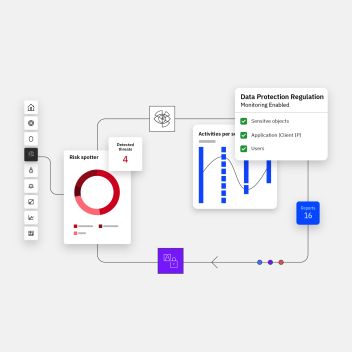 Data Protection Regulation
Monitoring Enabled
Sensitive objects
Application (Client IP)
Users
Activities per
Detected
threats
4
Risk spotter
Reports
16